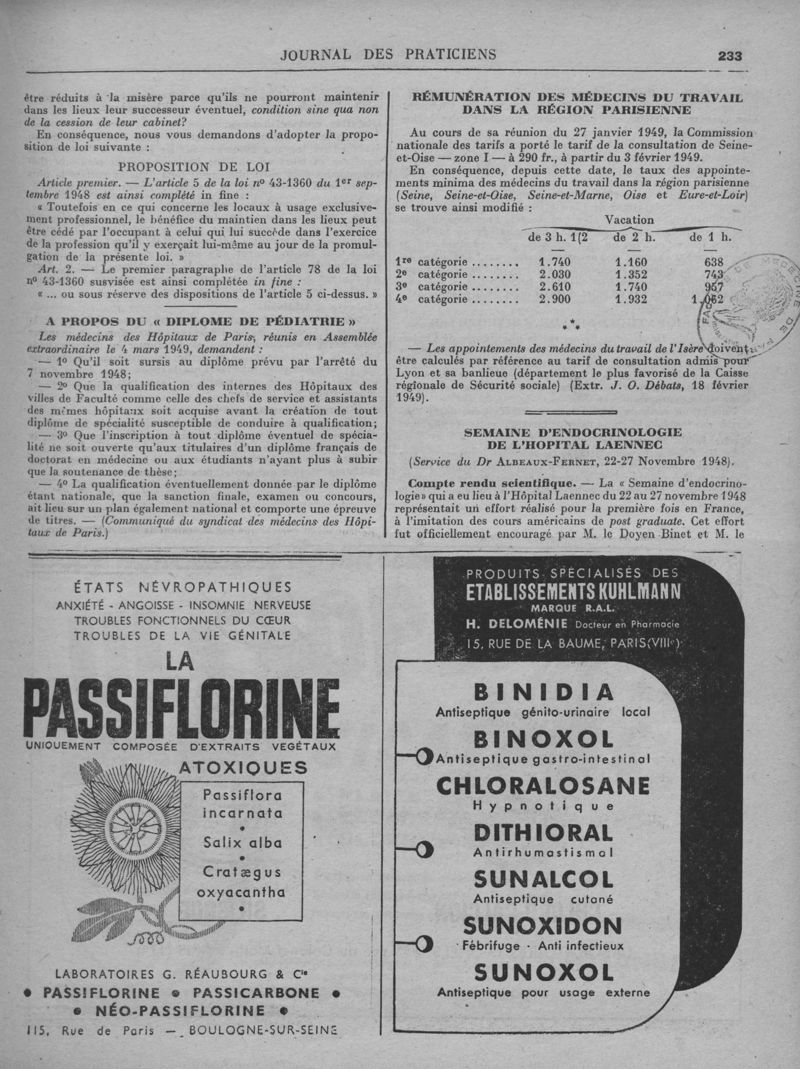 JOURNAL DES PRATICIENS
233
être réduits à la misère parce qu'ils ne pourront maintenir
dans les lieux leur successeur éventuel, condition sine qua non
de la cession de leur cabinet?
En conséquence, nous vous demandons d'adopter la propo-
sition de loi suivante :
PROPOSITION DE LOI
Article premier. — L'article 5 de la loi nº 43-1360 du 1er sep-
tembre 1948 est ainsi complété in fine :
« Toutefois en ce qui concerne les locaux à usage exclusive-
ment professionnel, le bénéfice du maintien dans les lieux peut
être cédé par l'occupant à celui qui lui succède dans l'exercice
de la profession qu'il y exerçait lui-même au jour de la promul-
gation de la présente loi. »
Art. 2. — Le premier paragraphe de l'article 78 de la loi
nº 43-1360 susvisée est ainsi complétée in fine :
« ... ou sous réserve des dispositions de l'article 5 ci-dessus. »
A PROPOS DU « DIPLOME DE PÉDIATRIE »
Les médecins des Hôpitaux de Paris, réunis en Assemblée
extraordinaire le 4 mars 1949, demandent :
— 1º Qu'il soit sursis au diplôme prévu par l'arrêté du
7 novembre 1948;
— 2º Que la qualification des internes des Hôpitaux des
villes de Faculté comme celle des chefs de service et assistants
des mêmes hôpitaux soit acquise avant la création de tout
diplôme de spécialité susceptible de conduire à qualification;
— 3º Que l'inscription à tout diplôme éventuel de spécia-
lité ne soit ouverte qu'aux titulaires d'un diplôme français de
doctorat en médecine ou aux étudiants n'ayant plus à subir
que la soutenance de thèse;
— 4º La qualification éventuellement donnée par le diplôme
étant nationale, que la sanction finale, examen ou concours,
ait lieu sur un plan également national et comporte une épreuve
de titres. — (Communiqué du syndicat des médecins des Hôpi-
taux de Paris.)
RÉMUNÉRATION DES MÉDECINS DU TRAVAIL
DANS LA RÉGION PARISIENNE
Au cours de sa réunion du 27 janvier 1949, la Commission
nationale des tarifs a porté le tarif de la consultation de Seine-
et-Oise — zone I — à 290 fr., à partir du 3 février 1949.
En conséquence, depuis cette date, le taux des appointe-
ments minima des médecins du travail dans la région parisienne
(Seine, Seine-et-Oise, Seine-et-Marne, Oise et Eure-et-Loir)
se trouve ainsi modifié :
Vacation
de 3 h. 1[2 de 2 h. de 1 h.
1re catégorie ........ 1.740 1.160 638
2e catégorie ........ 2.030 1.352 743
3e catégorie ........ 2.610 1.740 957
4e catégorie ........ 2.900 1.932 1.062
* * *
— Les appointements des médecins du travail de l'Isère doivent
être calculés par référence au tarif de consultation admis pour
Lyon et sa banlieue (département le plus favorisé de la Caisse
régionale de Sécurité sociale) (Extr. J. O. Débats, 18 février
1949).
SEMAINE D'ENDOCRINOLOGIE
DE L'HOPITAL LAENNEC
(Service du Dr ALBEAUX-FERNET, 22-27 Novembre 1948).
Compte rendu scientifique. — La « Semaine d'endocrino-
logie » qui a eu lieu à l'Hôpital Laennec du 22 au 27 novembre 1948
représentait un effort réalisé pour la première fois en France,
à l'imitation des cours américains de post graduate. Cet effort
fut officiellement encouragé par M. le Doyen Binet et M. le
ÉTATS NÉVROPATHIQUES
ANXIÉTÉ - ANGOISSE - INSOMNIE NERVEUSE
TROUBLES FONCTIONNELS DU CŒUR
TROUBLES DE LA VIE GÉNITALE
LA
PASSIFLORINE
UNIQUEMENT COMPOSÉE D'EXTRAITS VEGÉTAUX
ATOXIQUES
Passiflora
incarnata
•
Salix alba
•
Cratægus
oxyacantha
•
LABORATOIRES G. RÉAUBOURG & Cie
• PASSIFLORINE • PASSICARBONE •
• NÉO-PASSIFLORINE •
115, Rue de Paris — BOULOGNE-SUR-SEINE
PRODUITS SPÉCIALISÉS DES
ETABLISSEMENTS KUHLMANN
MARQUE R.A.L.
H. DELOMÉNIE Docteur en Pharmacie
15, RUE DE LA BAUME, PARIS (VIIIe)
BINIDIA
Antiseptique génito-urinaire local
BINOXOL
Antiseptique gastro-intestinal
CHLORALOSANE
Hypnotique
DITHIORAL
Antirhumastismal
SUNALCOL
Antiseptique cutané
SUNOXIDON
Fébrifuge - Anti infectieux
SUNOXOL
Antiseptique pour usage externe